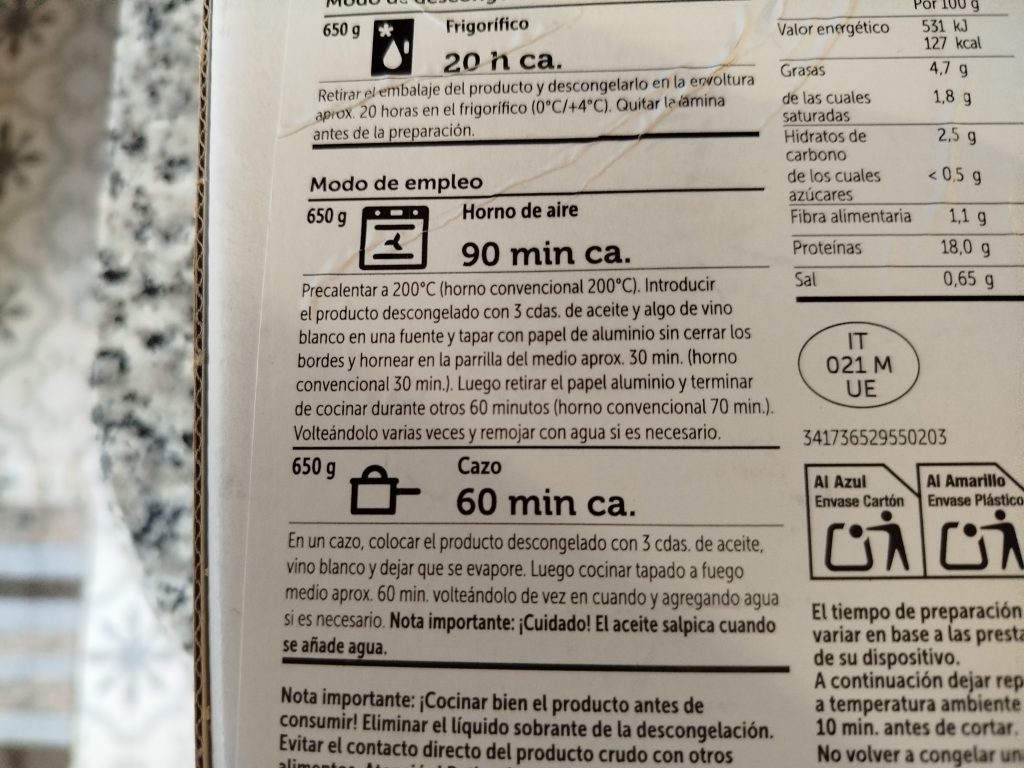 650 g
Frigorífico
20 h ca.
Retirar el embalaje del producto y descongelarlo en la envoltura
aprox. 20 horas en el frigorífico (0°C/+4°C). Quitar la lámina
antes de la preparación.
Modo de empleo
650 g
Horno de aire
90 min ca.
Precalentar a 200°C (horno convencional 200°C). Introducir
el producto descongelado con 3 cdas. de aceite y algo de vino
blanco en una fuente y tapar con papel de aluminio sin cerrar los
bordes y hornear en la parrilla del medio aprox. 30 min. (horno
convencional 30 min.). Luego retirar el papel aluminio y terminar
de cocinar durante otros 60 minutos (horno convencional 70 min.).
Volteándolo varias veces y remojar con agua si es necesario.
650 g
Cazo
60 min ca.
En un cazo, colocar el producto descongelado con 3 cdas. de aceite,
vino blanco y dejar que se evapore. Luego cocinar tapado a fuego
medio aprox. 60 min. volteándolo de vez en cuando y agregando agua
si es necesario. Nota importante: ¡Cuidado! El aceite salpica cuando
se añade agua.
Nota importante: ¡Cocinar bien el producto antes de
consumir! Eliminar el líquido sobrante de la descongelación.
Evitar el contacto directo del producto crudo con otros
Por 100 g
Valor energético 531 kJ
127 kcal
Grasas 4,7 g
de las cuales 1,8 g
saturadas
Hidratos de 2,5 g
carbono
de los cuales < 0,5 g
azúcares
Fibra alimentaria 1,1 g
Proteínas 18,0 g
Sal 0,65 g
IT
021 M
UE
341736529550203
Al Azul
Envase Cartón
Al Amarillo
Envase Plástico
El tiempo de preparación
variar en base a las presta
de su dispositivo.
A continuación dejar rep
a temperatura ambiente
10 min. antes de cortar.
No volver a congelar un